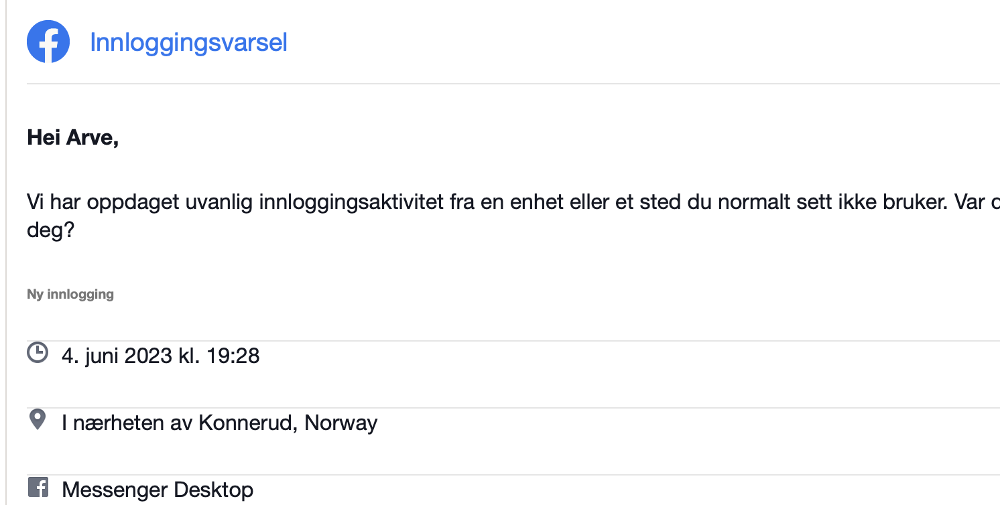 Innloggingsvarsel
Hei Arve,
Vi har oppdaget uvanlig innloggingsaktivitet fra en enhet eller et sted du normalt sett ikke bruker. Var
deg?
Ny innlogging
4. juni 2023 kl. 19:28
I nærheten av Konnerud, Norway
Messenger Desktop